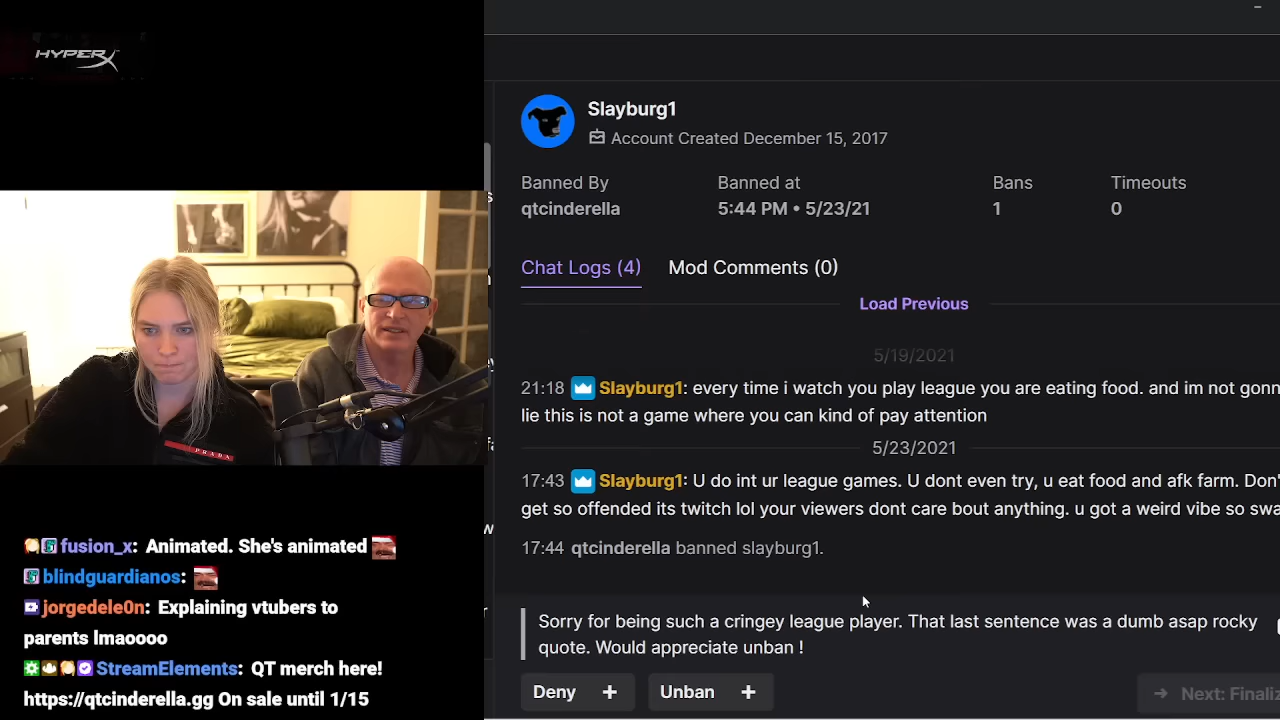 HYPERX
Slayburg1
Account Created December 15, 2017
Banned By
qtcinderella
Banned at
5:44 PM • 5/23/21
Bans
1
Timeouts
0
Chat Logs (4)
Mod Comments (0)
Load Previous
5/19/2021
21:18 Slayburg1: every time i watch you play league you are eating food. and im not gonn
lie this is not a game where you can kind of pay attention
5/23/2021
17:43 Slayburg1: U do int ur league games. U dont even try, u eat food and afk farm. Don'
get so offended its twitch lol your viewers dont care bout anything. u got a weird vibe so swa
17:44 qtcinderella banned slayburg1.
Sorry for being such a cringey league player. That last sentence was a dumb asap rocky
quote. Would appreciate unban !
Deny +
Unban +
→ Next: Finaliz
PRADA
fusion_x: Animated. She's animated
blindguardianos:
jorgedele0n: Explaining vtubers to
parents lmaoooo
StreamElements: QT merch here!
https://qtcinderella.gg On sale until 1/15